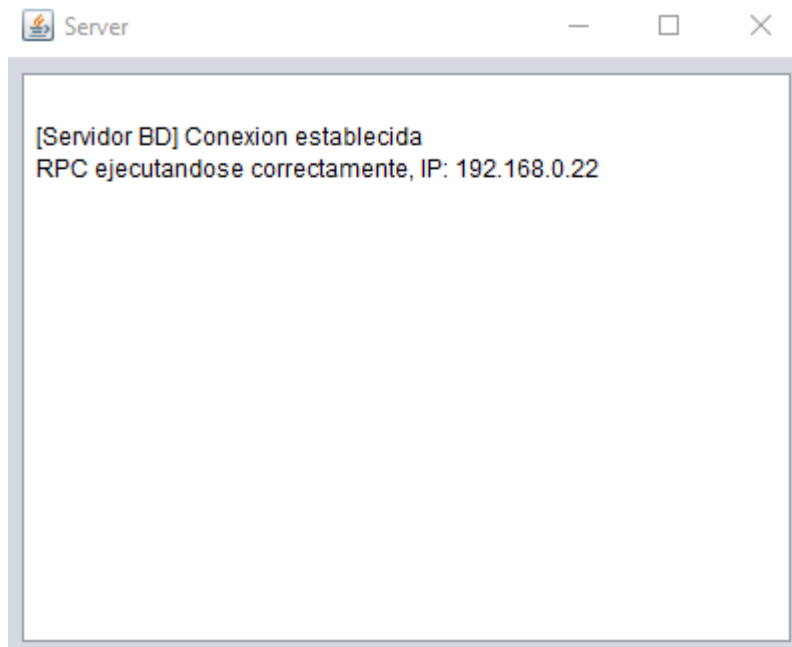 Server
[Servidor BD] Conexion establecida
RPC ejecutandose correctamente, IP: 192.168.0.22